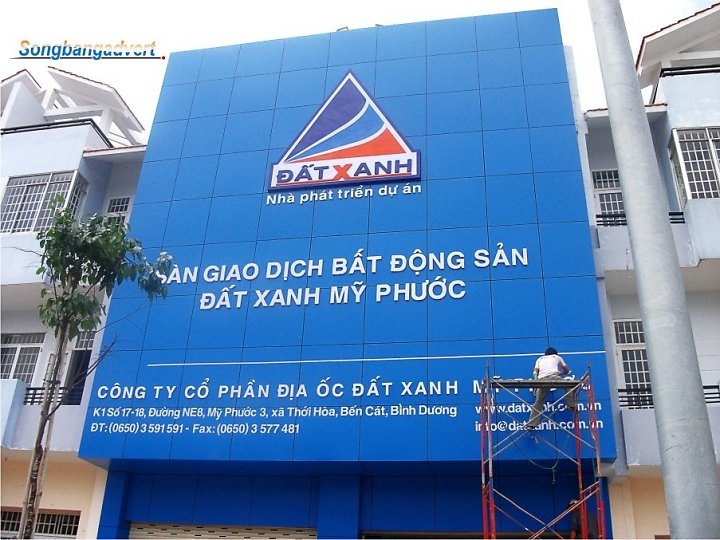 Songbangadvert
ĐẤT XANH
Nhà phát triển dự án
SÀN GIAO DỊCH BẤT ĐỘNG SẢN
ĐẤT XANH MỸ PHƯỚC
CÔNG TY CỔ PHẦN ĐỊA ỐC ĐẤT XANH MỸ
K1 Số 17-18, Đường NE8, Mỹ Phước 3, xã Thới Hòa, Bến Cát, Bình Dương
www.datxanh.com.vn
ĐT: (0650) 3 591 591 - Fax: (0650) 3 577 481
info@datxanh.com.vn